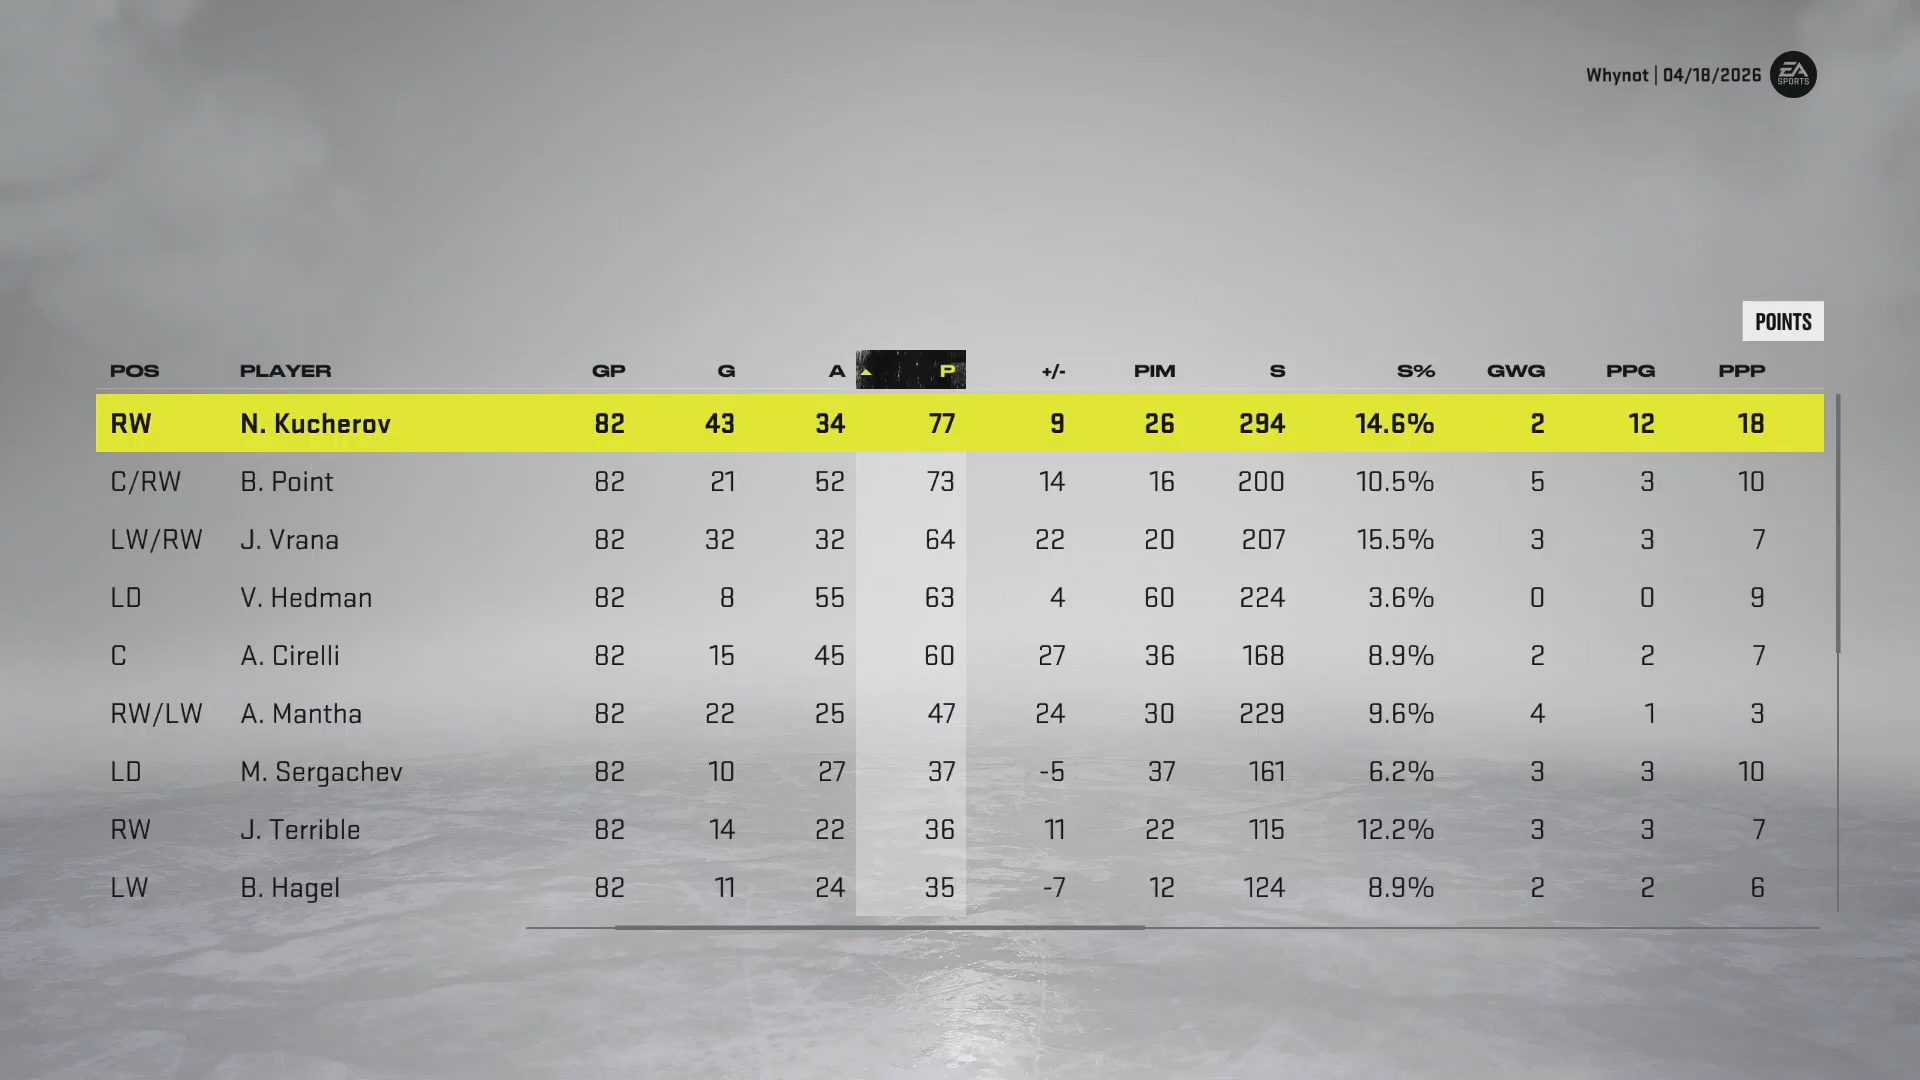 Whynot | 04/18/2026 EA SPORTS
POINTS
POS PLAYER GP G A P +/- PIM S S% GWG PPG PPP
RW N. Kucherov 82 43 34 77 9 26 294 14.6% 2 12 18
C/RW B. Point 82 21 52 73 14 16 200 10.5% 5 3 10
LW/RW J. Vrana 82 32 32 64 22 20 207 15.5% 3 3 7
LD V. Hedman 82 8 55 63 4 60 224 3.6% 0 0 9
C A. Cirelli 82 15 45 60 27 36 168 8.9% 2 2 7
RW/LW A. Mantha 82 22 25 47 24 30 229 9.6% 4 1 3
LD M. Sergachev 82 10 27 37 -5 37 161 6.2% 3 3 10
RW J. Terrible 82 14 22 36 11 22 115 12.2% 3 3 7
LW B. Hagel 82 11 24 35 -7 12 124 8.9% 2 2 6